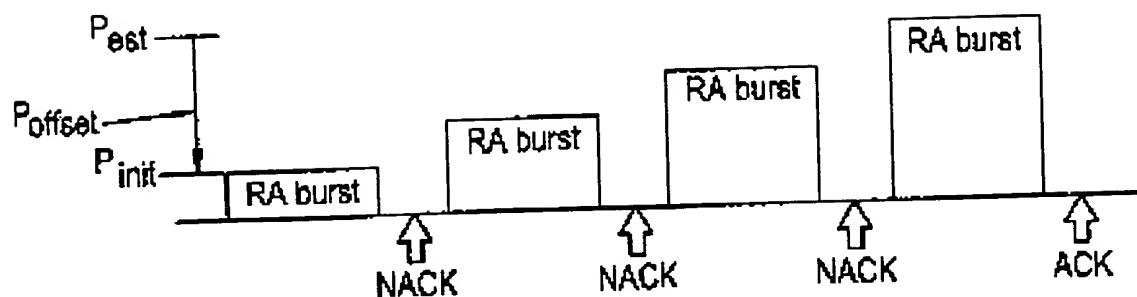 P_est
P_offset
P_init
RA burst
RA burst
RA burst
RA burst
NACK
NACK
NACK
ACK